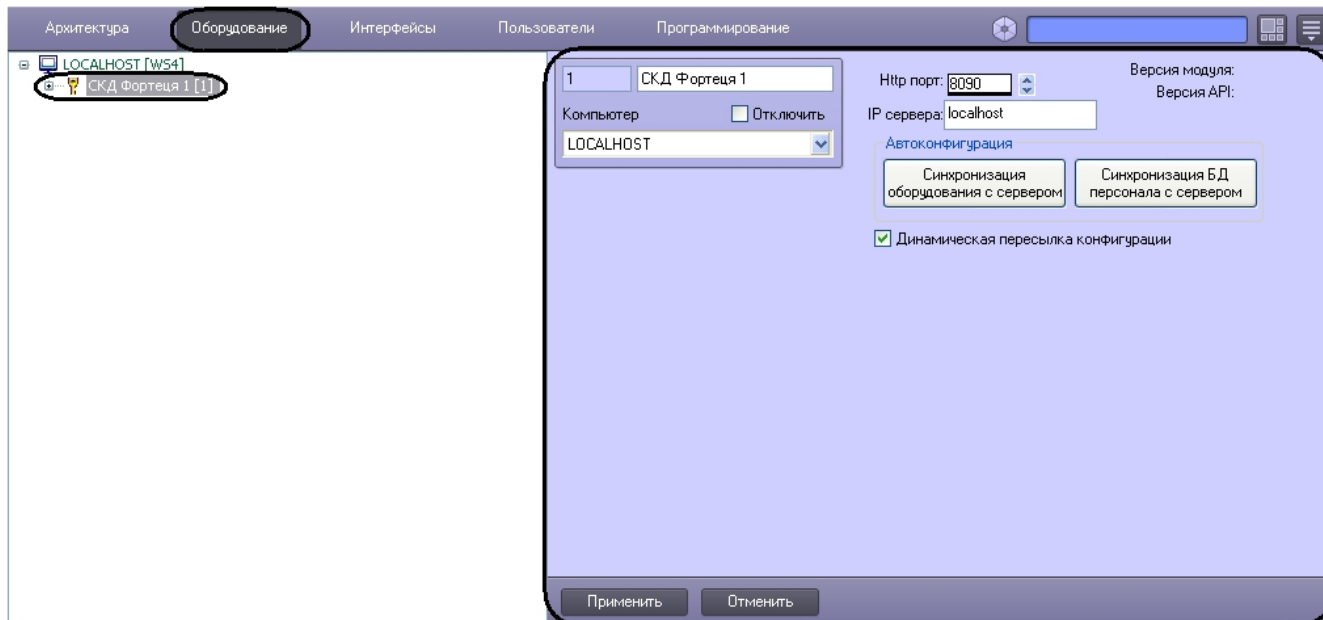 Архитектура Оборудование Интерфейсы Пользователи Программирование
LOCALHOST [WS4]
СКД Фортеця 1 [1]
1 СКД Фортеця 1
Компьютер Отключить
LOCALHOST
Http порт: 8090
IP сервера: localhost
Версия модуля:
Версия API:
Автоконфигурация
Синхронизация
оборудования с сервером
Синхронизация БД
персонала с сервером
Динамическая пересылка конфигурации
Применить Отменить